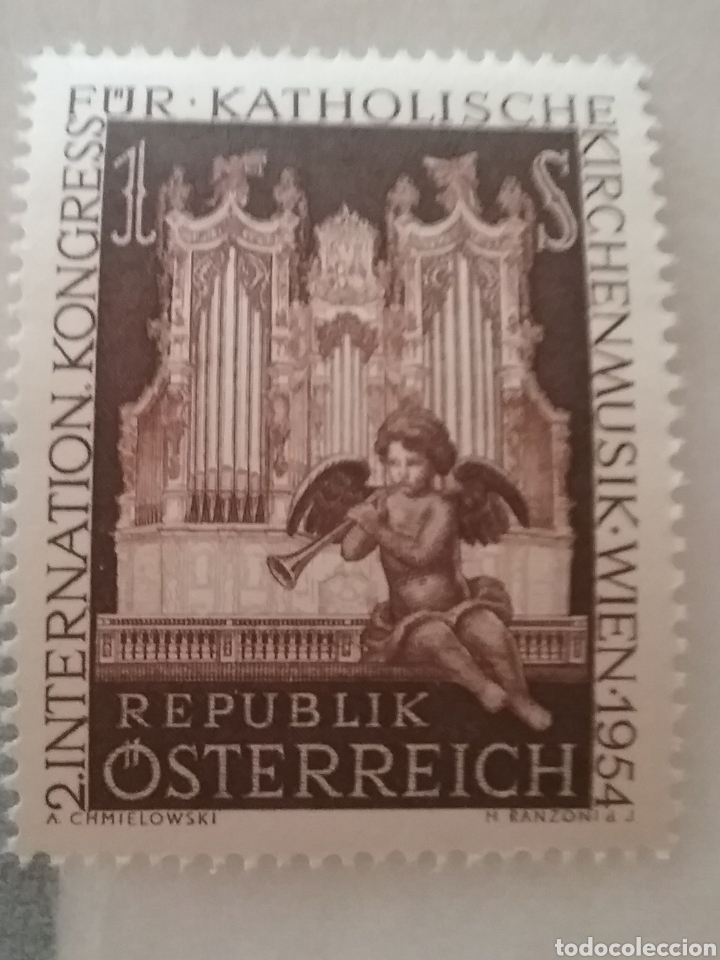 2. INTERNATION. KONGRESS
FÜR · KATHOLISCHE
KIRCHENMUSIK · WIEN · 1954
1 S
REPUBLIK
ÖSTERREICH
A. CHMIELOWSKI
H. RANZONI d. J.
todocoleccion